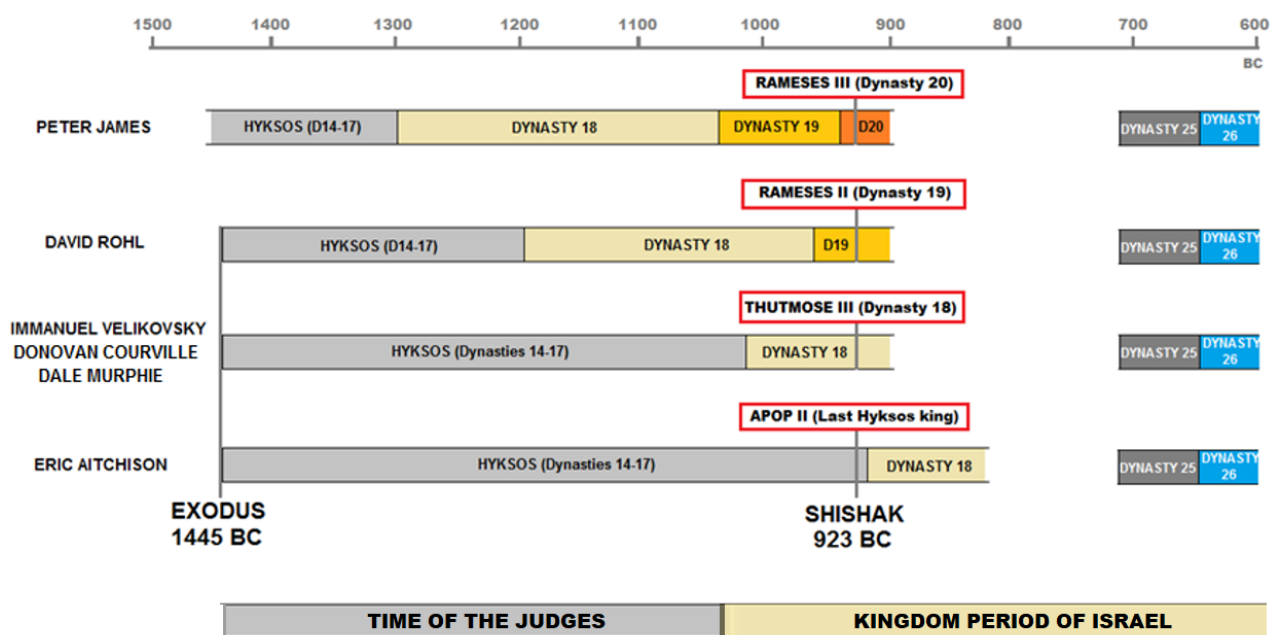 1500 1400 1300 1200 1100 1000 900 800 700 600
BC
RAMESES III (Dynasty 20)
PETER JAMES
HYKSOS (D14-17) DYNASTY 18 DYNASTY 19 D20 DYNASTY 25 DYNASTY 26
RAMESES II (Dynasty 19)
DAVID ROHL
HYKSOS (D14-17) DYNASTY 18 D19 DYNASTY 25 DYNASTY 26
THUTMOSE III (Dynasty 18)
IMMANUEL VELIKOVSKY
DONOVAN COURVILLE
DALE MURPHIE
HYKSOS (Dynasties 14-17) DYNASTY 18 DYNASTY 25 DYNASTY 26
APOP II (Last Hyksos king)
ERIC AITCHISON
HYKSOS (Dynasties 14-17) DYNASTY 18 DYNASTY 25 DYNASTY 26
EXODUS
1445 BC
SHISHAK
923 BC
TIME OF THE JUDGES KINGDOM PERIOD OF ISRAEL